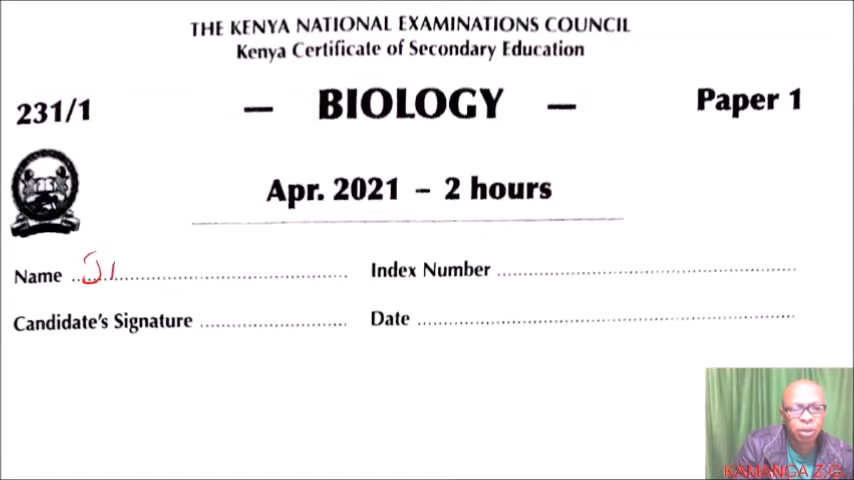 THE KENYA NATIONAL EXAMINATIONS COUNCIL
Kenya Certificate of Secondary Education
231/1 – BIOLOGY – Paper 1
Apr. 2021 – 2 hours
Name ........................ Index Number ........................
Candidate's Signature ........................ Date ........................
KAMANGA Z.G.